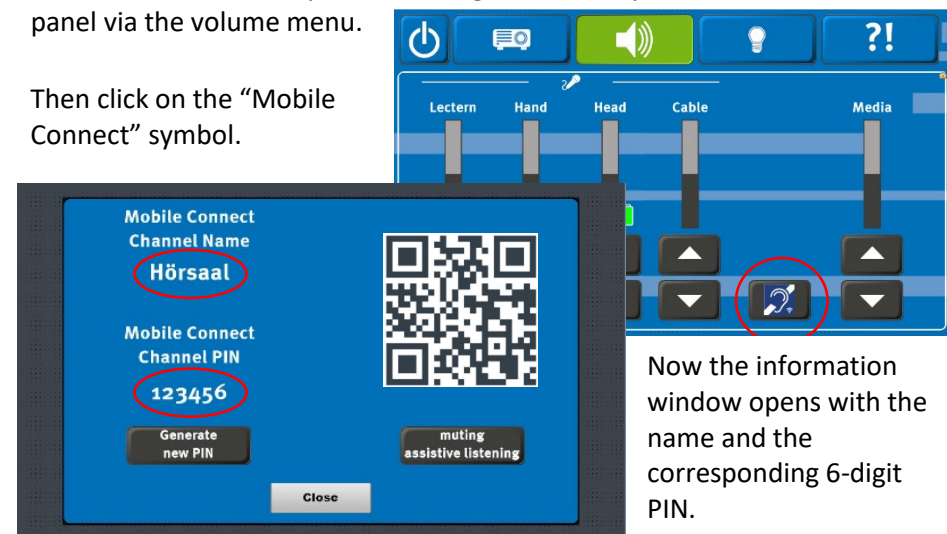 panel via the volume menu.
Then click on the “Mobile
Connect” symbol.
?!
Lectern Hand Head Cable Media
Mobile Connect
Channel Name
Hörsaal
Mobile Connect
Channel PIN
123456
Generate
new PIN
muting
assistive listening
Close
Now the information
window opens with the
name and the
corresponding 6-digit
PIN.